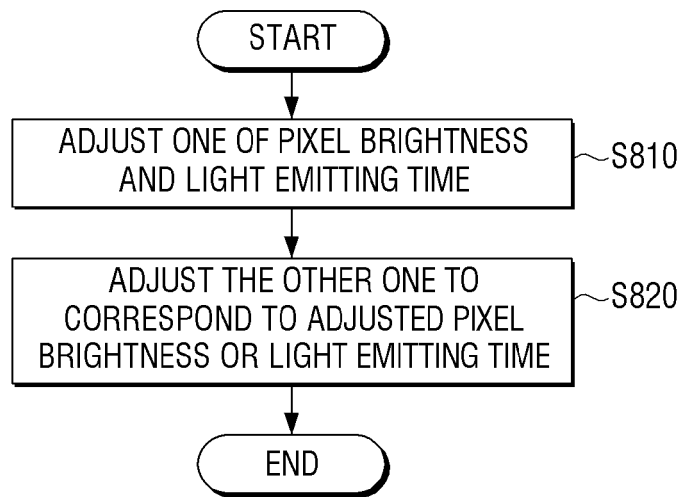 START
ADJUST ONE OF PIXEL BRIGHTNESS
AND LIGHT EMITTING TIME
S810
ADJUST THE OTHER ONE TO
CORRESPOND TO ADJUSTED PIXEL
BRIGHTNESS OR LIGHT EMITTING TIME
S820
END